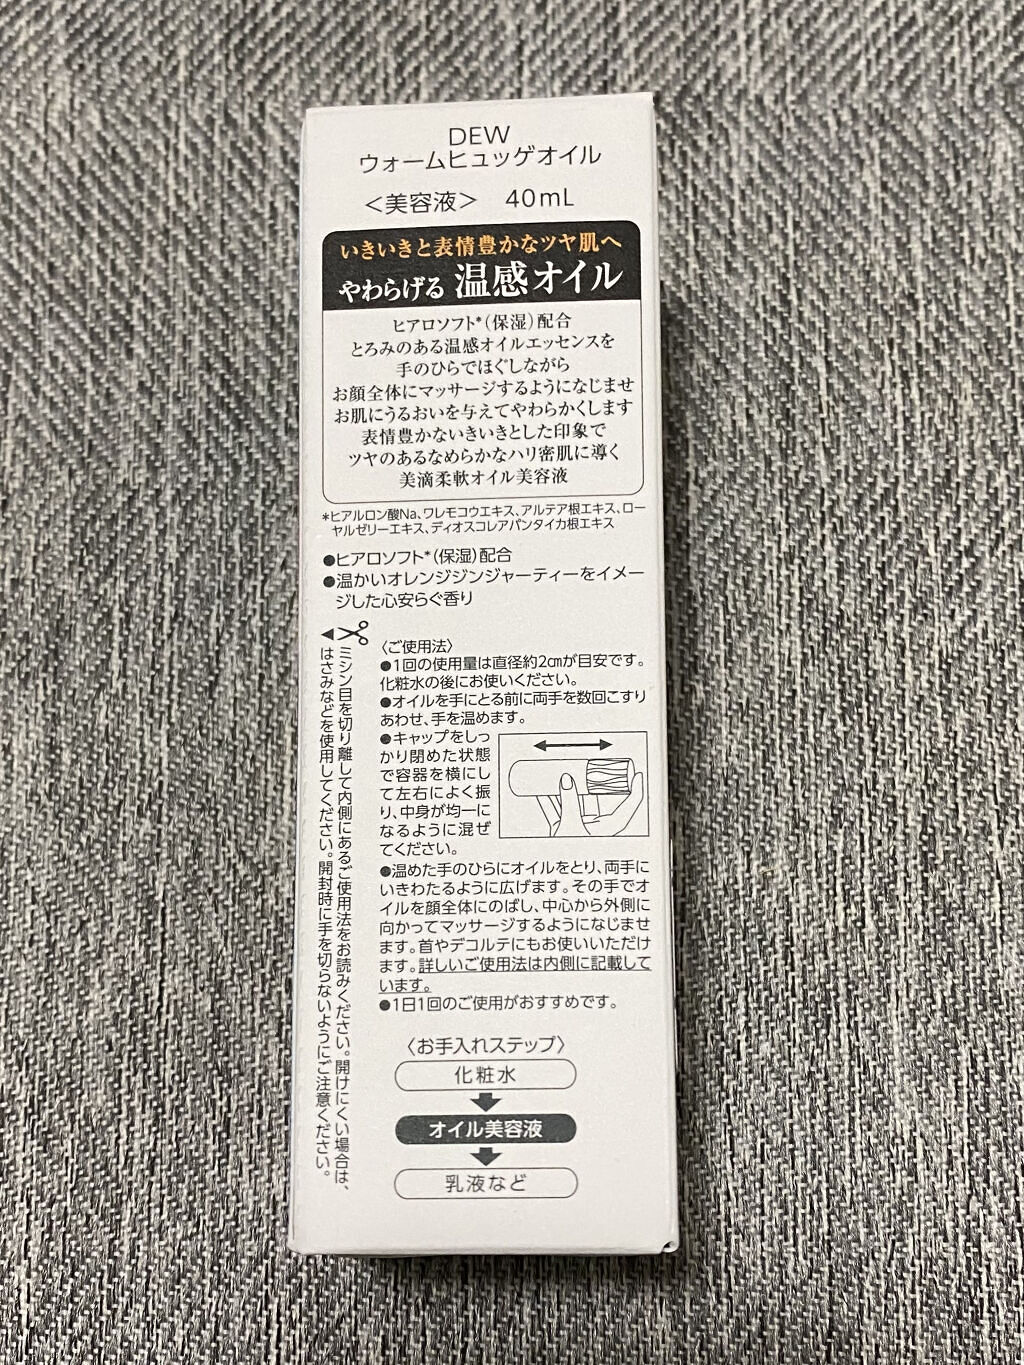 DEW
ウォームヒュッゲオイル
＜美容液＞ 40mL
いきいきと表情豊かなツヤ肌へ
やわらげる 温感オイル
ヒアロソフト*（保湿）配合
とろみのある温感オイルエッセンスを
手のひらでほぐしながら
お顔全体にマッサージするようになじませ
お肌にうるおいを与えてやわらかくします
表情豊かないきいきとした印象で
ツヤのあるなめらかなハリ密肌に導く
美滴柔軟オイル美容液
*ヒアルロン酸Na、ワレモコウエキス、アルテア根エキス、ロー
ヤルゼリーエキス、ディオスコレアバンタイカ根エキス
●ヒアロソフト*（保湿）配合
●温かいオレンジジンジャーティーをイメー
ジした心安らぐ香り
ミシン目を切り離して内側にあるご使用法をお読みください。開けにくい場合は、
はさみなどを使用してください。開封時に手を切らないようにご注意ください。
〈ご使用法〉
●1回の使用量は直径約2㎝が目安です。
化粧水の後にお使いください。
●オイルを手にとる前に両手を数回こすり
あわせ、手を温めます。
●キャップをしっ
かり閉めた状態
で容器を横にし
て左右によく振
り、中身が均一に
なるように混ぜ
てください。
●温めた手のひらにオイルをとり、両手に
いきわたるように広げます。その手でオ
イルを顔全体にのばし、中心から外側に
向かってマッサージするようになじませ
ます。首やデコルテにもお使いいただけ
ます。詳しいご使用法は内側に記載して
います。
●1日1回のご使用がおすすめです。
〈お手入れステップ〉
化粧水
オイル美容液
乳液など